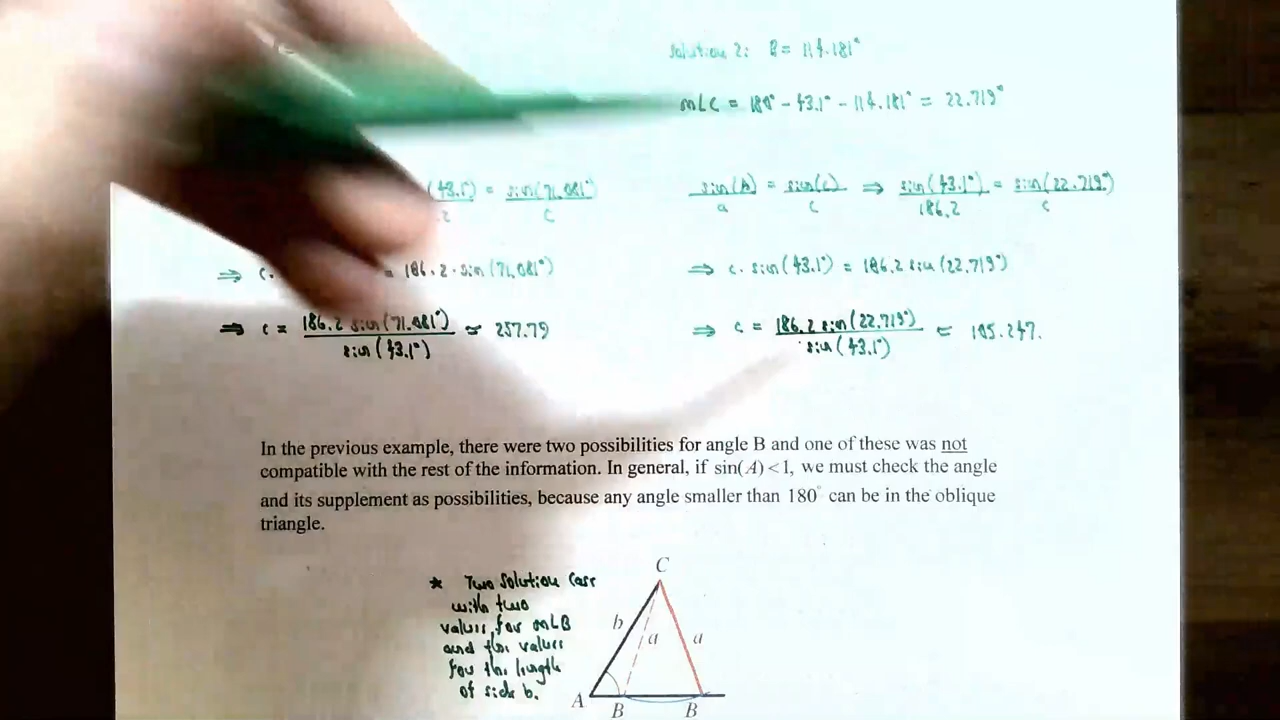 Solution 2: B = 114.181°
m∠C = 180° - 43.1° - 114.181° = 22.719°
(43.1°) = sin(71.081°)
2 c
sin(A) = sin(C) ⇒ sin(43.1°) = sin(22.719°)
a c 186.2 c
⇒ c. = 186.2 · sin(71.081°)
⇒ c · sin(43.1°) = 186.2 sin(22.719°)
⇒ c = 186.2 sin(71.081°) ≈ 257.79
sin(43.1°)
⇒ c = 186.2 sin(22.719°) ≈ 105.247.
sin(43.1°)
In the previous example, there were two possibilities for angle B and one of these was not
compatible with the rest of the information. In general, if sin(A) < 1, we must check the angle
and its supplement as possibilities, because any angle smaller than 180° can be in the oblique
triangle.
* Two Solution Case
with two
values for m∠B
and two values
for the length
of side b.
C
b
a
a
A
B
B